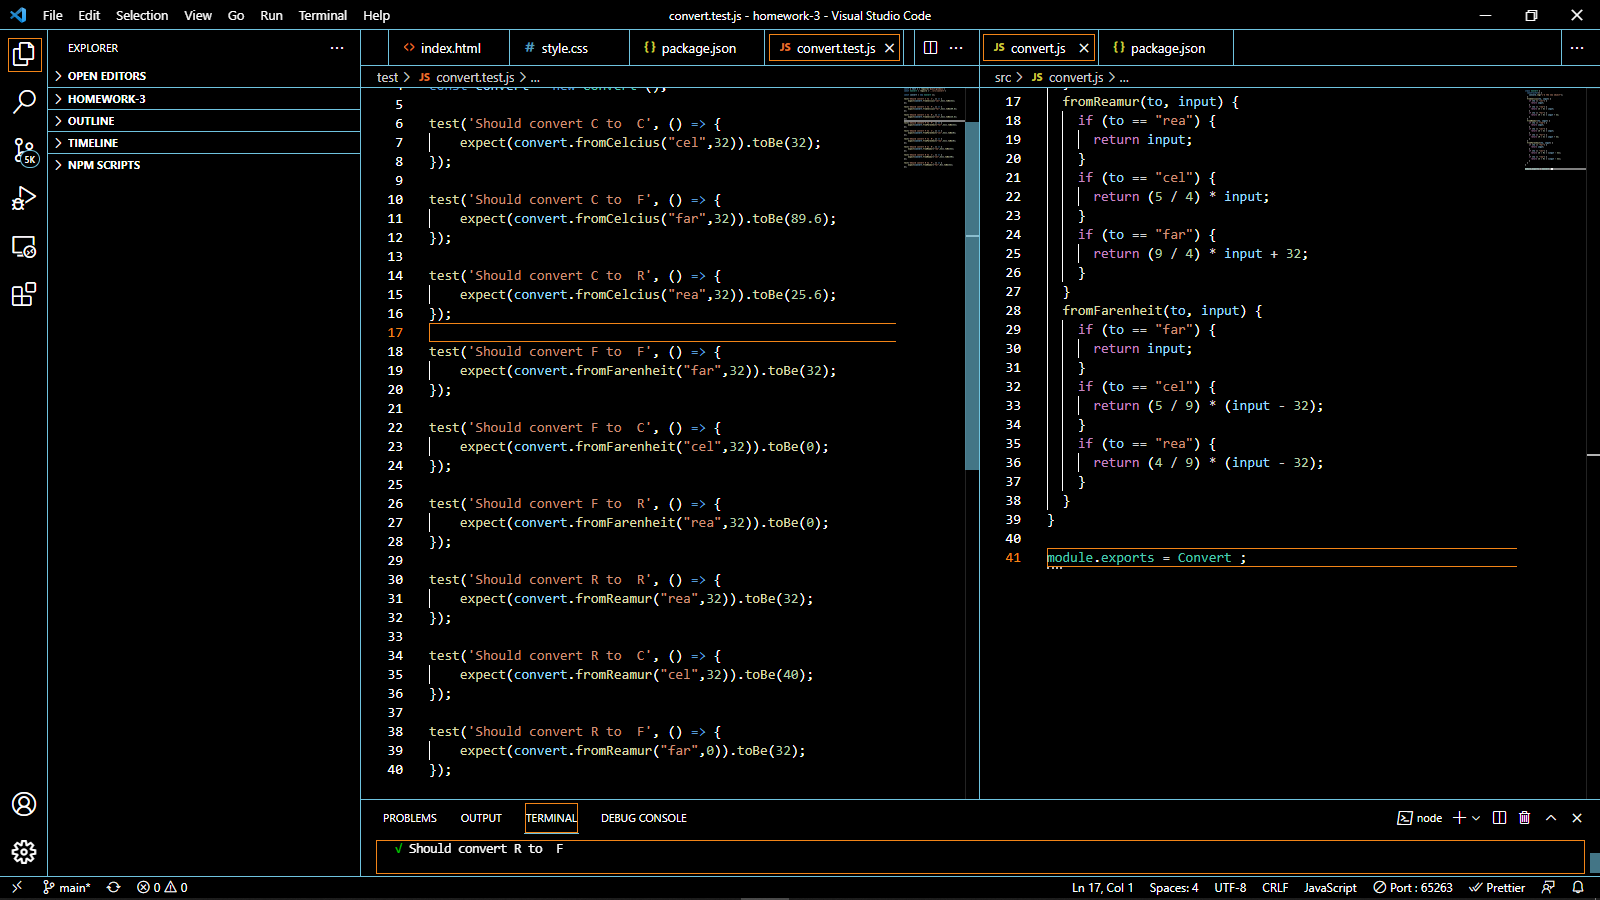 File Edit Selection View Go Run Terminal Help
convert.test.js - homework-3 - Visual Studio Code
EXPLORER
OPEN EDITORS
HOMEWORK-3
OUTLINE
TIMELINE
NPM SCRIPTS
5K
index.html
# style.css
{} package.json
JS convert.test.js
test > JS convert.test.js > ...
const convert = new Convert ();
5
6 test('Should convert C to  C', () => {
7     expect(convert.fromCelcius("cel",32)).toBe(32);
8 });
9
10 test('Should convert C to  F', () => {
11     expect(convert.fromCelcius("far",32)).toBe(89.6);
12 });
13
14 test('Should convert C to  R', () => {
15     expect(convert.fromCelcius("rea",32)).toBe(25.6);
16 });
17
18 test('Should convert F to  F', () => {
19     expect(convert.fromFarenheit("far",32)).toBe(32);
20 });
21
22 test('Should convert F to  C', () => {
23     expect(convert.fromFarenheit("cel",32)).toBe(0);
24 });
25
26 test('Should convert F to  R', () => {
27     expect(convert.fromFarenheit("rea",32)).toBe(0);
28 });
29
30 test('Should convert R to  R', () => {
31     expect(convert.fromReamur("rea",32)).toBe(32);
32 });
33
34 test('Should convert R to  C', () => {
35     expect(convert.fromReamur("cel",32)).toBe(40);
36 });
37
38 test('Should convert R to  F', () => {
39     expect(convert.fromReamur("far",0)).toBe(32);
40 });
JS convert.js
{} package.json
src > JS convert.js > ...
17   fromReamur(to, input) {
18     if (to == "rea") {
19       return input;
20     }
21     if (to == "cel") {
22       return (5 / 4) * input;
23     }
24     if (to == "far") {
25       return (9 / 4) * input + 32;
26     }
27   }
28   fromFarenheit(to, input) {
29     if (to == "far") {
30       return input;
31     }
32     if (to == "cel") {
33       return (5 / 9) * (input - 32);
34     }
35     if (to == "rea") {
36       return (4 / 9) * (input - 32);
37     }
38   }
39 }
40
41 module.exports = Convert ;
PROBLEMS OUTPUT TERMINAL DEBUG CONSOLE
node
√ Should convert R to  F
main* 0 0
Ln 17, Col 1 Spaces: 4 UTF-8 CRLF JavaScript Port : 65263 Prettier